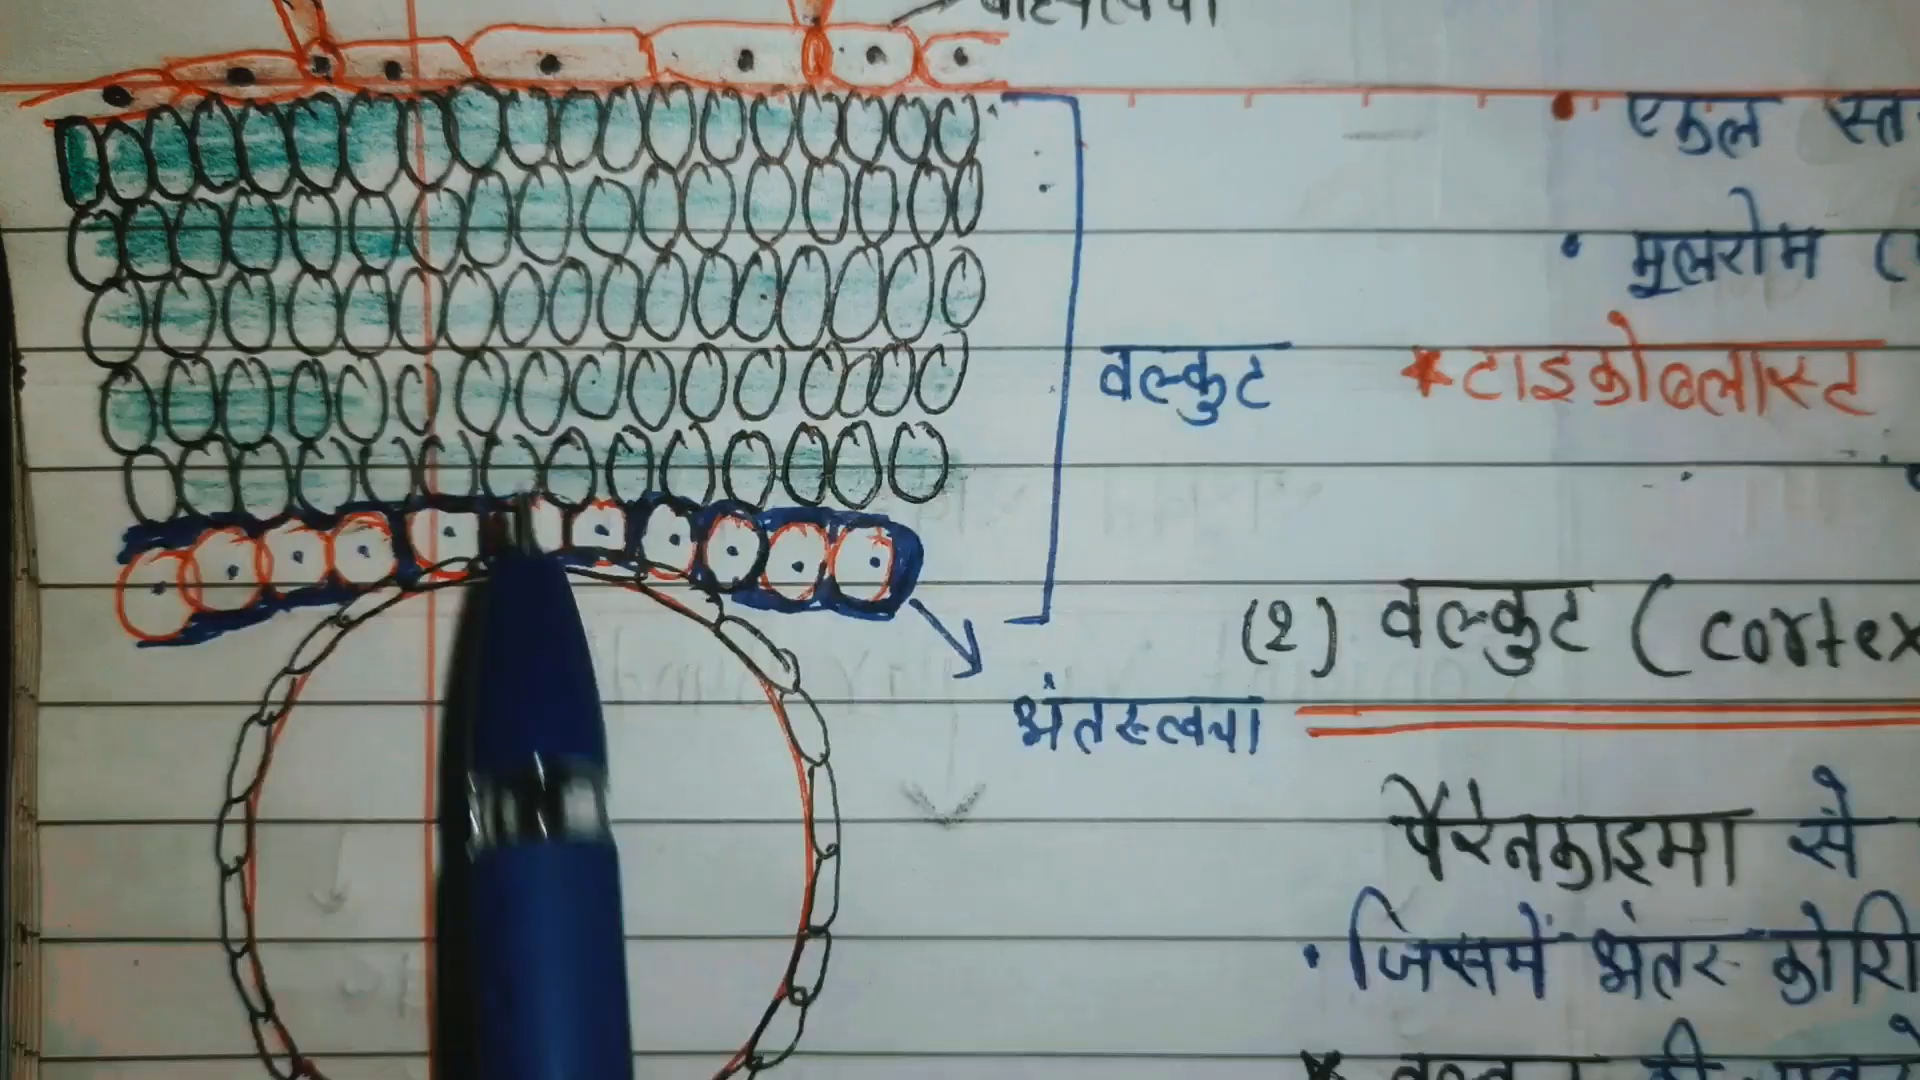 एकल
मूलरोम (
वल्कुट
* टाइकोब्लास्ट
(2) वल्कुट (cortex
अंतस्त्वचा
पैरेनकाइमा से
• जिसमें अंतर